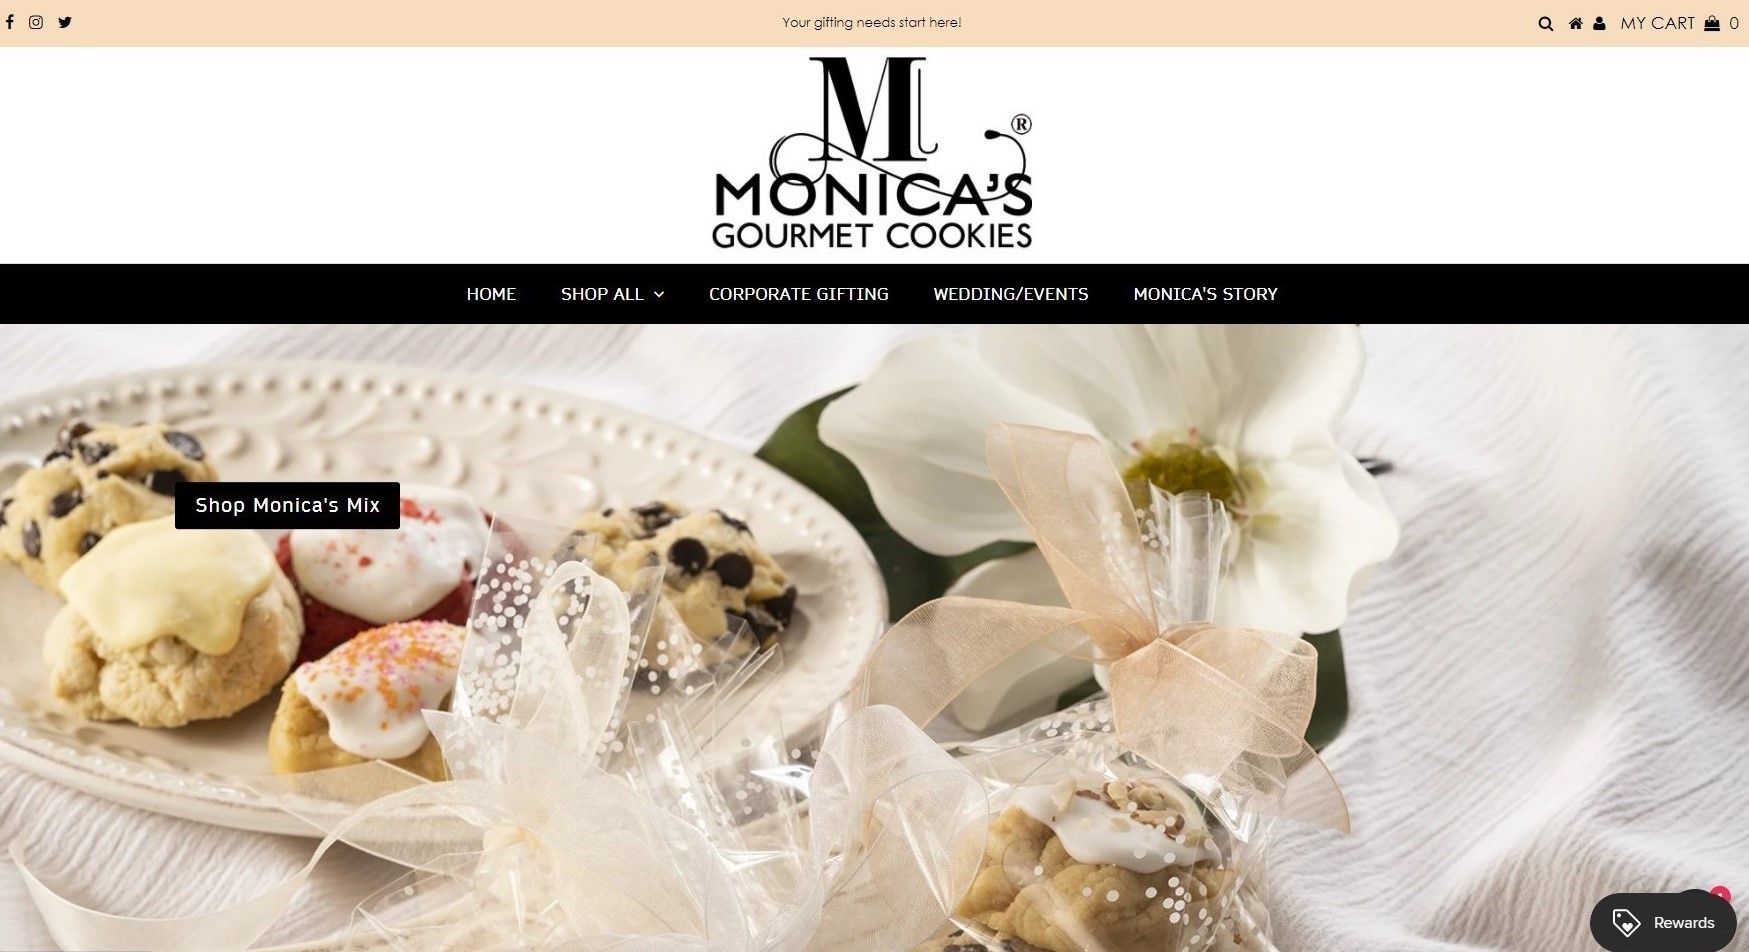 Your gifting needs start here!
MY CART 0
M
®
MONICA'S
GOURMET COOKIES
HOME SHOP ALL CORPORATE GIFTING WEDDING/EVENTS MONICA'S STORY
Shop Monica's Mix
Rewards